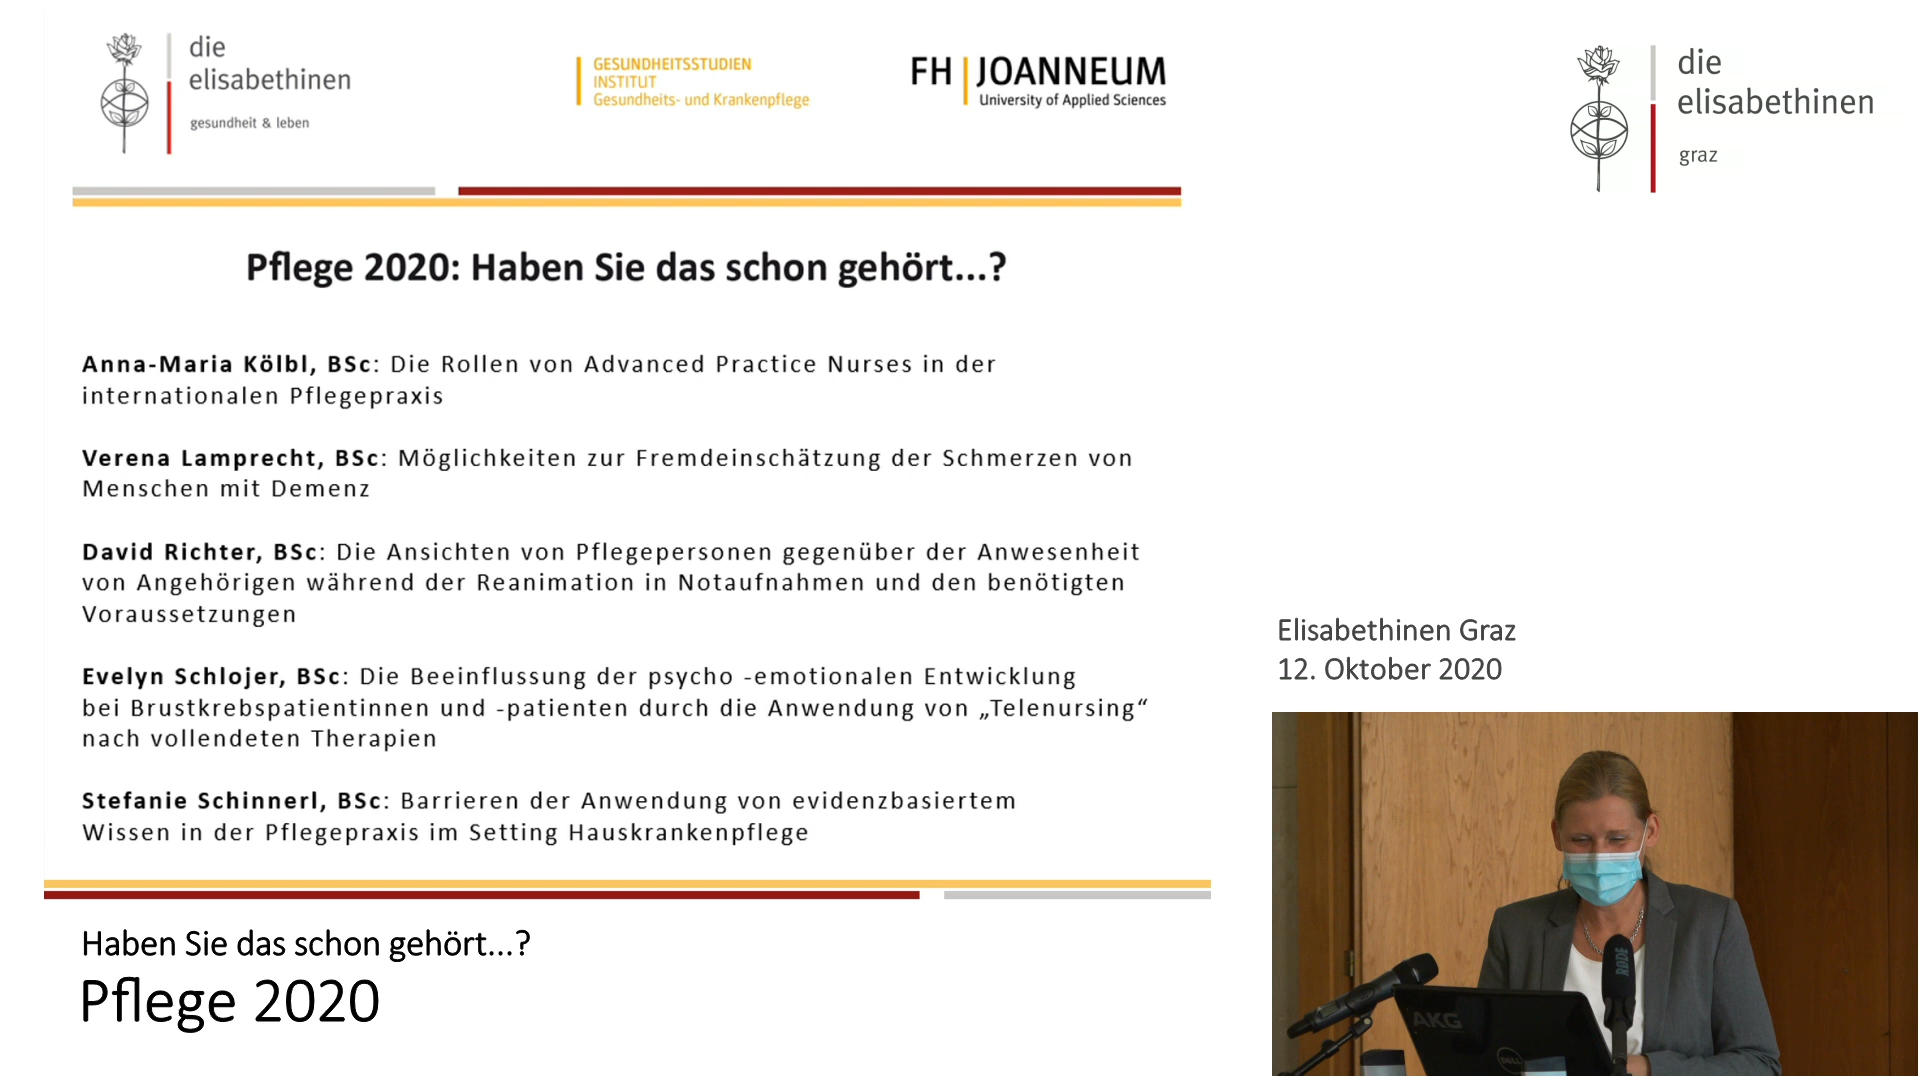 die
elisabethinen
gesundheit & leben
GESUNDHEITSSTUDIEN
INSTITUT
Gesundheits- und Krankenpflege
FH JOANNEUM
University of Applied Sciences
die
elisabethinen
graz
Pflege 2020: Haben Sie das schon gehört...?
Anna-Maria Kölbl, BSc: Die Rollen von Advanced Practice Nurses in der
internationalen Pflegepraxis
Verena Lamprecht, BSc: Möglichkeiten zur Fremdeinschätzung der Schmerzen von
Menschen mit Demenz
David Richter, BSc: Die Ansichten von Pflegepersonen gegenüber der Anwesenheit
von Angehörigen während der Reanimation in Notaufnahmen und den benötigten
Voraussetzungen
Evelyn Schlojer, BSc: Die Beeinflussung der psycho -emotionalen Entwicklung
bei Brustkrebspatientinnen und -patienten durch die Anwendung von „Telenursing“
nach vollendeten Therapien
Stefanie Schinnerl, BSc: Barrieren der Anwendung von evidenzbasiertem
Wissen in der Pflegepraxis im Setting Hauskrankenpflege
Elisabethinen Graz
12. Oktober 2020
RØDE
AKG
DELL
Haben Sie das schon gehört...?
Pflege 2020